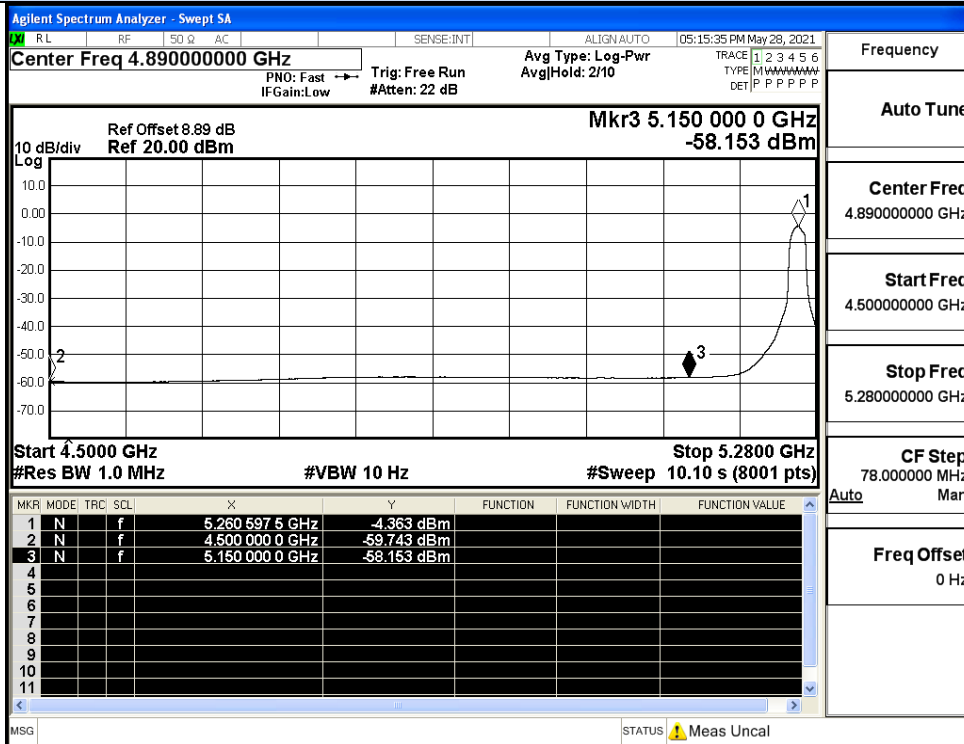 Agilent Spectrum Analyzer - Swept SA
LXI RL RF 50 Ω AC SENSE:INT ALIGN AUTO 05:15:35 PM May 28, 2021
Center Freq 4.890000000 GHz
PNO: Fast
IFGain:Low
Trig: Free Run
#Atten: 22 dB
Avg Type: Log-Pwr
Avg|Hold: 2/10
TRACE 1 2 3 4 5 6
TYPE M W W W W W
DET P P P P P P
Ref Offset 8.89 dB
10 dB/div Ref 20.00 dBm
Log
Mkr3 5.150 000 0 GHz
-58.153 dBm
10.0
0.00
-10.0
-20.0
-30.0
-40.0
-50.0
-60.0
-70.0
1
2
3
Start 4.5000 GHz Stop 5.2800 GHz
#Res BW 1.0 MHz #VBW 10 Hz #Sweep 10.10 s (8001 pts)
MKR MODE TRC SCL X Y FUNCTION FUNCTION WIDTH FUNCTION VALUE
1 N f 5.260 597 5 GHz -4.363 dBm
2 N f 4.500 000 0 GHz -59.743 dBm
3 N f 5.150 000 0 GHz -58.153 dBm
4
5
6
7
8
9
10
11
MSG STATUS Meas Uncal
Frequency
Auto Tune
Center Freq
4.890000000 GHz
Start Freq
4.500000000 GHz
Stop Freq
5.280000000 GHz
CF Step
78.000000 MHz
Auto Man
Freq Offset
0 Hz